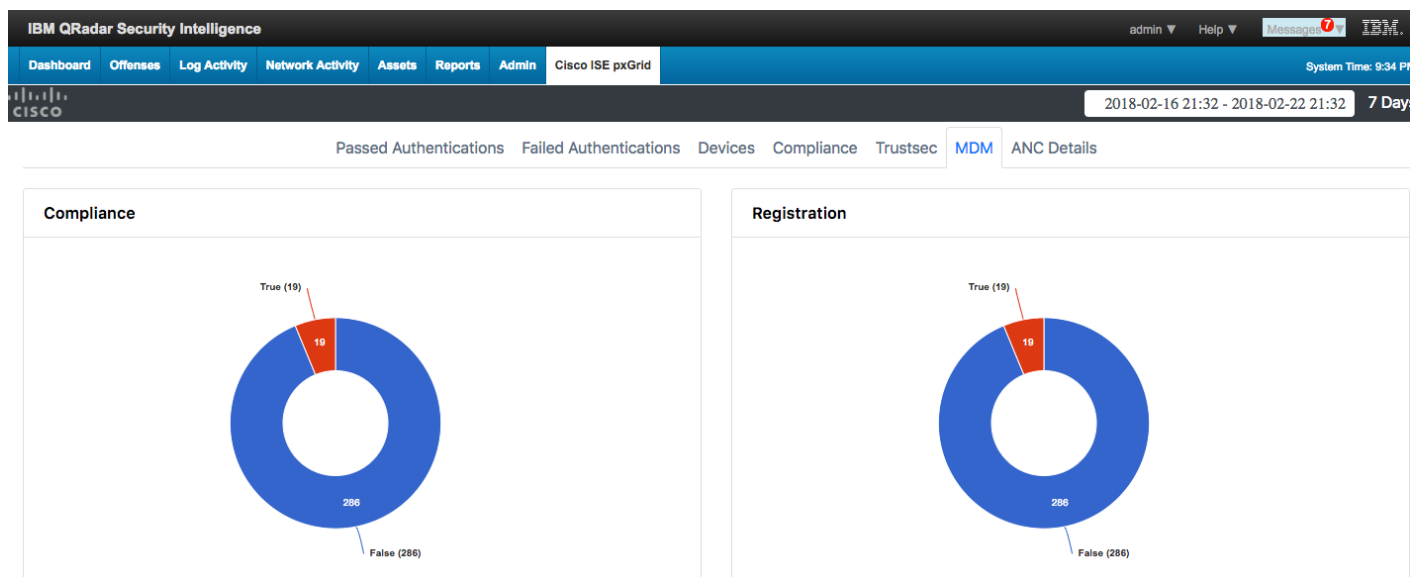 IBM QRadar Security Intelligence
admin ▼ Help ▼ Messages 7 ▼ IBM.
Dashboard Offenses Log Activity Network Activity Assets Reports Admin Cisco ISE pxGrid System Time: 9:34 PM
CISCO 2018-02-16 21:32 - 2018-02-22 21:32 7 Days
Passed Authentications Failed Authentications Devices Compliance Trustsec MDM ANC Details
Compliance
True (19)
19
286
False (286)
Registration
True (19)
19
286
False (286)